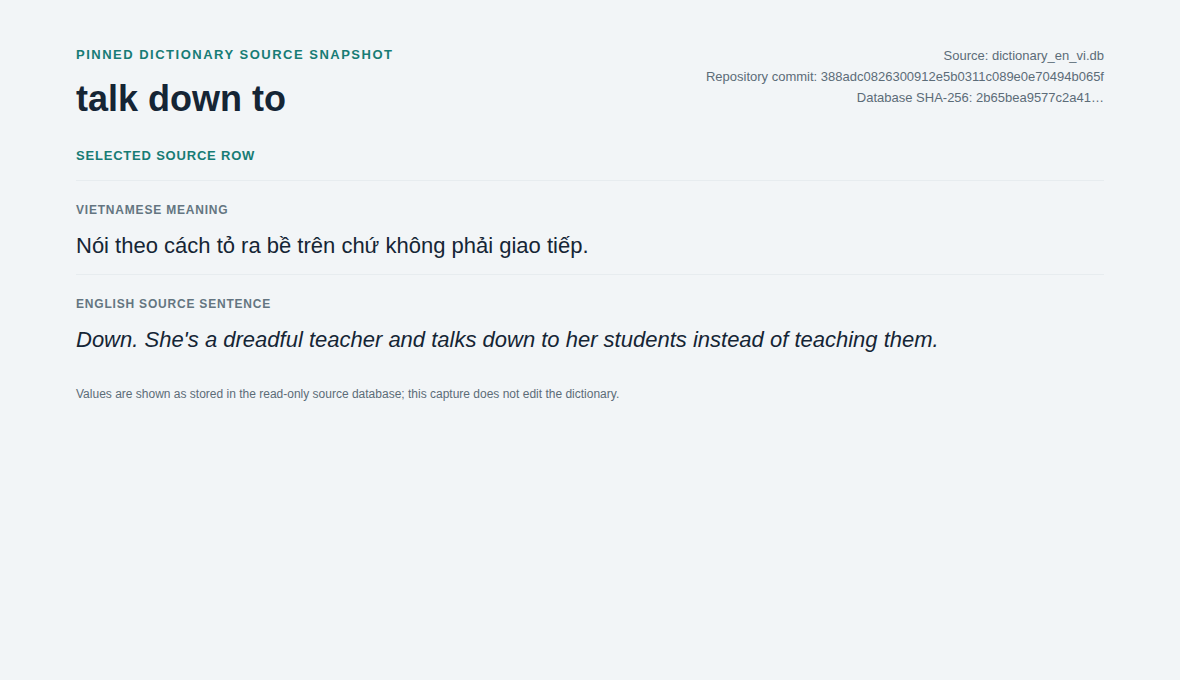 PINNED DICTIONARY SOURCE SNAPSHOT
talk down to
Source: dictionary_en_vi.db
Repository commit: 388adc0826300912e5b0311c089e0e70494b065f
Database SHA-256: 2b65bea9577c2a41…
SELECTED SOURCE ROW
VIETNAMESE MEANING
Nói theo cách tỏ ra bề trên chứ không phải giao tiếp.
ENGLISH SOURCE SENTENCE
Down. She's a dreadful teacher and talks down to her students instead of teaching them.
Values are shown as stored in the read-only source database; this capture does not edit the dictionary.